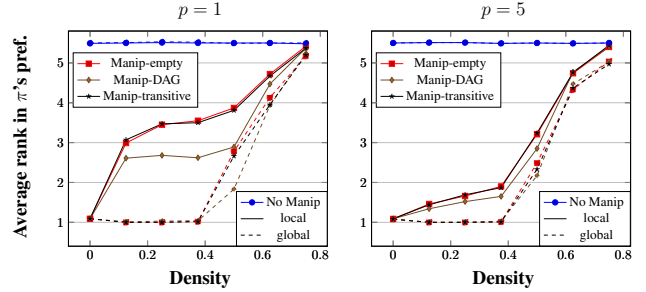 p = 1
p = 5
Average rank in π's pref.
5
4
3
2
1
Manip-empty
Manip-DAG
Manip-transitive
No Manip
local
global
0
0.2
0.4
0.6
0.8
Density
5
4
3
2
1
Manip-empty
Manip-DAG
Manip-transitive
No Manip
local
global
0
0.2
0.4
0.6
0.8
Density